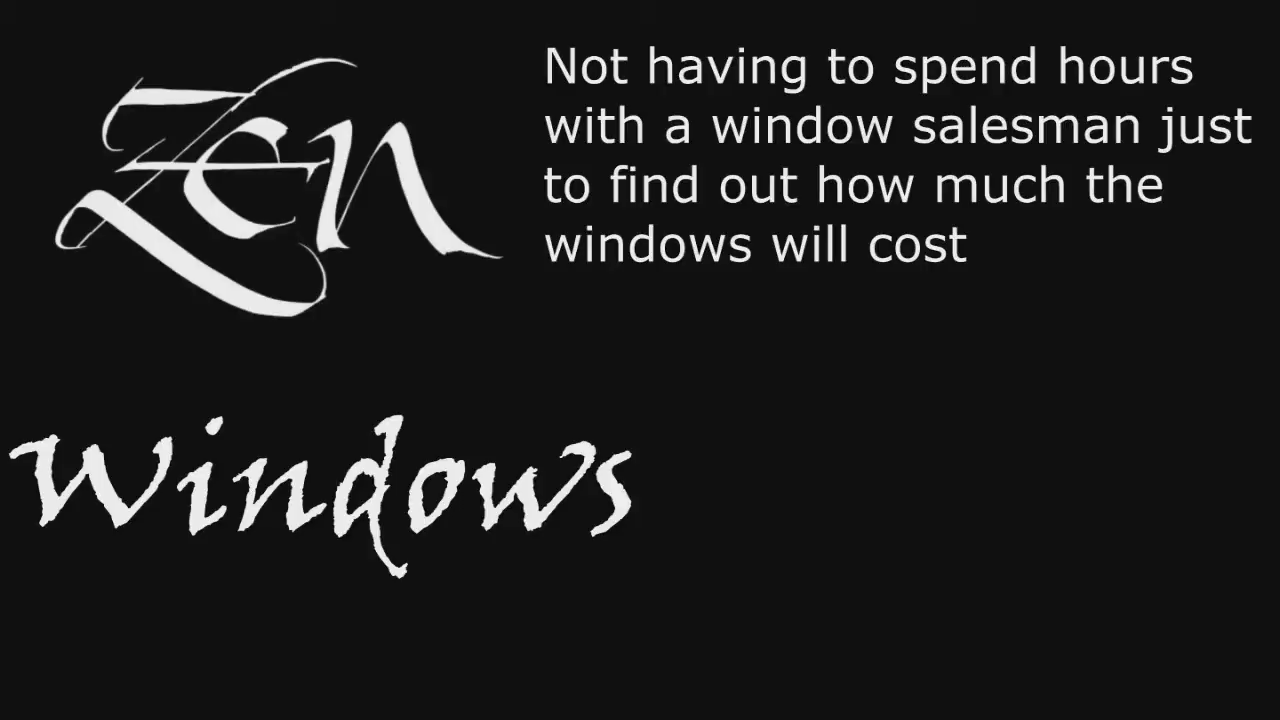 Zen
Not having to spend hours
with a window salesman just
to find out how much the
windows will cost
Windows